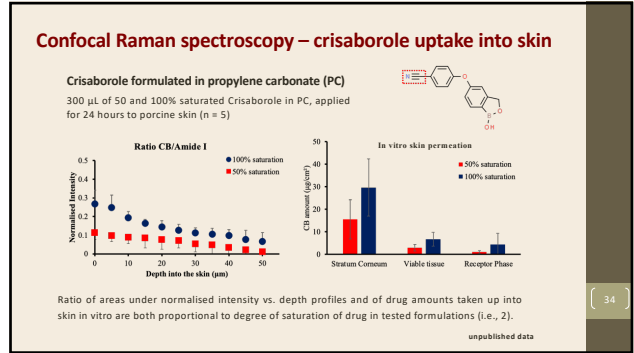 Confocal Raman spectroscopy – crisaborole uptake into skin
Crisaborole formulated in propylene carbonate (PC)
300 µL of 50 and 100% saturated Crisaborole in PC, applied
for 24 hours to porcine skin (n = 5)
N
O
O
B
OH
Ratio CB/Amide I
100% saturation
50% saturation
Normalised Intensity
0.5
0.4
0.3
0.2
0.1
0
0 10 20 30 40 50
Depth into the skin (µm)
In vitro skin permeation
50% saturation
100% saturation
CB amount (µg/cm²)
50
40
30
20
10
0
Stratum Corneum Viable tissue Receptor Phase
Ratio of areas under normalised intensity vs. depth profiles and of drug amounts taken up into
skin in vitro are both proportional to degree of saturation of drug in tested formulations (i.e., 2).
unpublished data
34